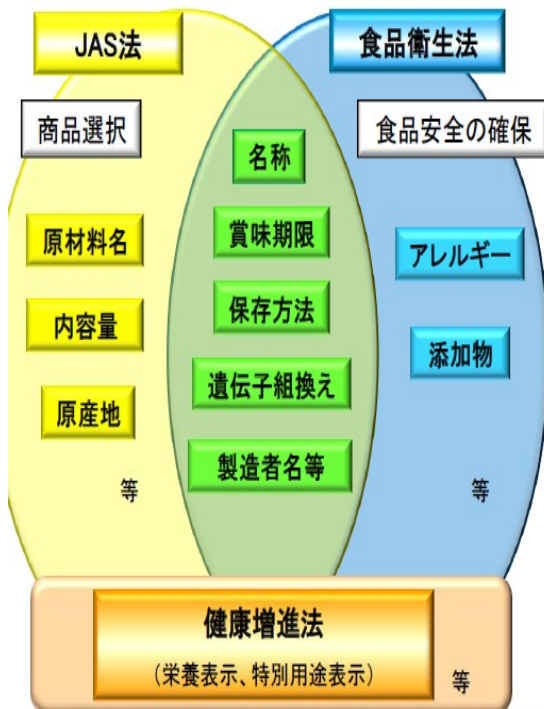 JAS法
食品衛生法
商品選択
食品安全の確保
名称
賞味期限
保存方法
遺伝子組換え
製造者名等
原材料名
内容量
原産地
等
アレルギー
添加物
等
健康増進法
(栄養表示、特別用途表示)
等